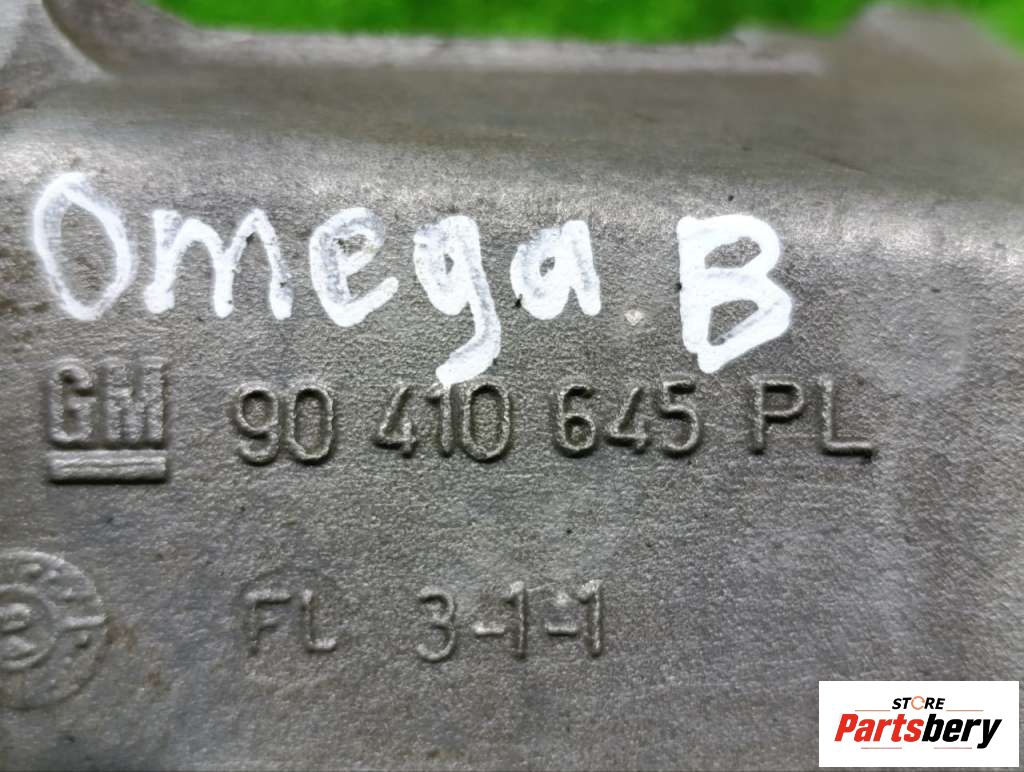 Omega B
GM 90 410 645 PL
FL 3-1-1
STORE
Partsbery